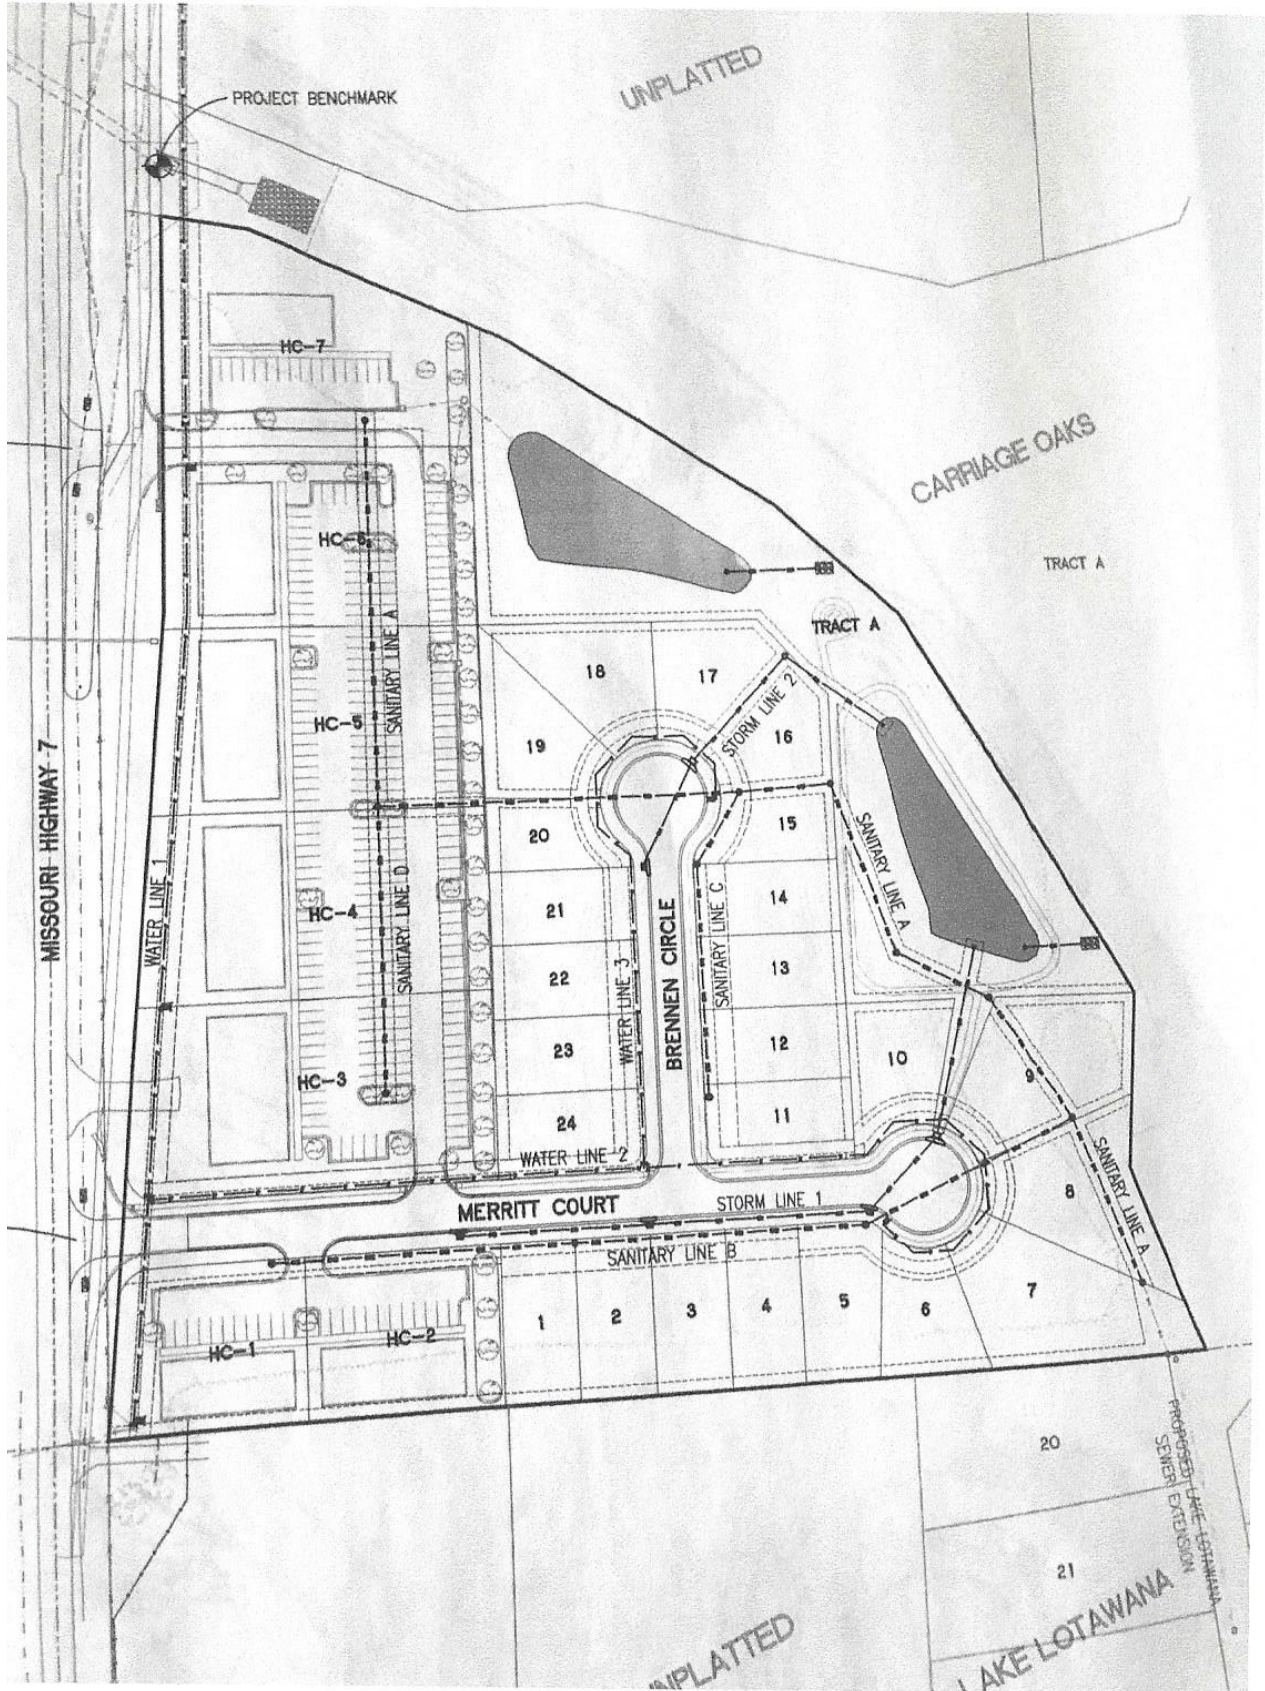 UNPLATTED
PROJECT BENCHMARK
HC-7
CARRIAGE OAKS
HC-6
TRACT A
SANITARY LINE A
TRACT A
18
17
STORM LINE 2
HC-5
19
16
MISSOURI HIGHWAY 7
20
15
SANITARY LINE A
WATER LINE 1
SANITARY LINE D
HC-4
21
14
SANITARY LINE C
BRENNEN CIRCLE
WATER LINE 3
22
13
23
12
10
HC-3
9
24
11
WATER LINE 2
MERRITT COURT
STORM LINE 1
8
SANITARY LINE A
SANITARY LINE B
7
1
2
3
4
5
6
HC-1
HC-2
20
PROPOSED LAKE LOTAWANA
SEWER EXTENSION
21
UNPLATTED
LAKE LOTAWANA